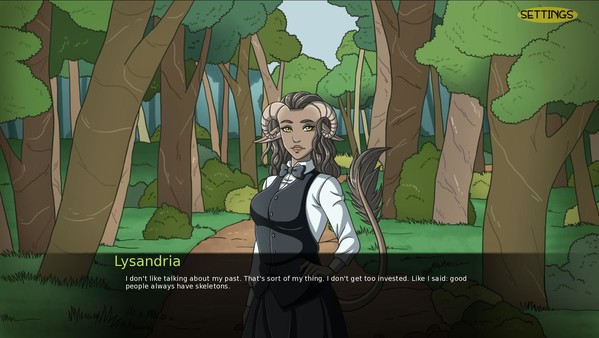 SETTINGS
Lysandria
I don't like talking about my past. That's sort of my thing. I don't get too invested. Like I said: good
people always have skeletons.